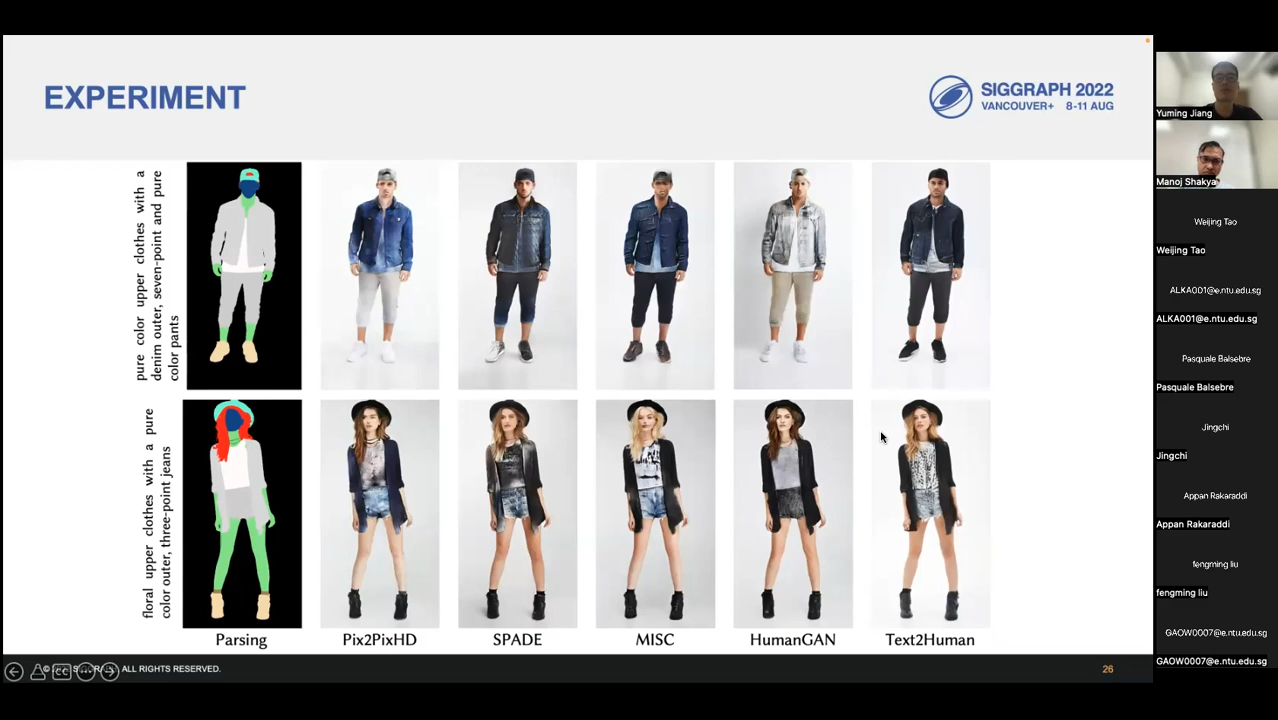 EXPERIMENT
SIGGRAPH 2022
VANCOUVER+ 8-11 AUG
pure color upper clothes with a
denim outer, seven-point and pure
color pants
floral upper clothes with a pure
color outer, three-point jeans
Parsing
Pix2PixHD
SPADE
MISC
HumanGAN
Text2Human
ALL RIGHTS RESERVED.
26
Yuming Jiang
Manoj Shakya
Weijing Tao
Weijing Tao
ALKA001@e.ntu.edu.sg
ALKA001@e.ntu.edu.sg
Pasquale Balsebre
Pasquale Balsebre
Jingchi
Jingchi
Appan Rakaraddi
Appan Rakaraddi
fengming liu
fengming liu
GAOW0007@e.ntu.edu.sg
GAOW0007@e.ntu.edu.sg